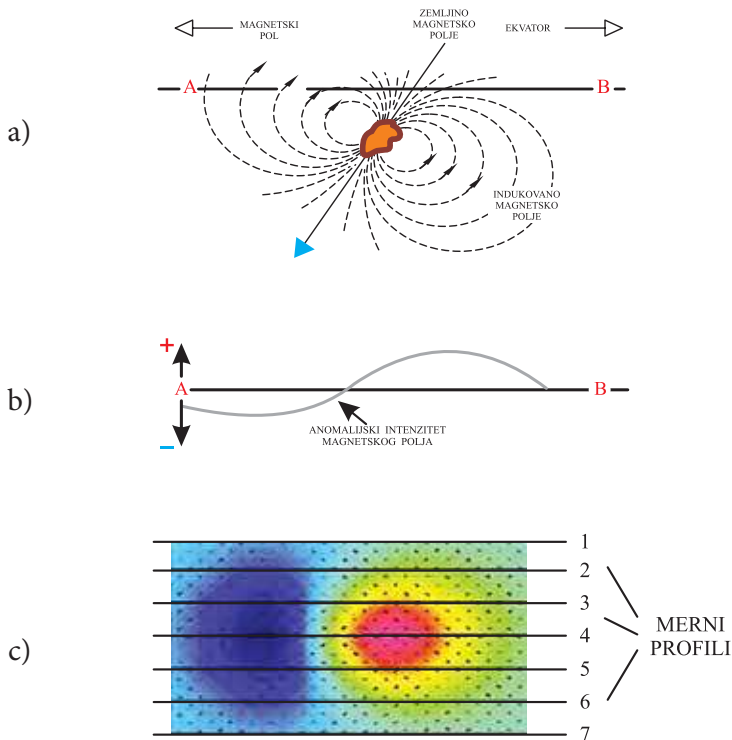 a)
MAGNETSKI
POL
ZEMLJINO
MAGNETSKO
POLJE
EKVATOR
A
B
INDUKOVANO
MAGNETSKO
POLJE
b)
+
A
B
−
ANOMALIJSKI INTENZITET
MAGNETSKOG POLJA
c)
1
2
3
4
5
6
7
MERNI
PROFILI